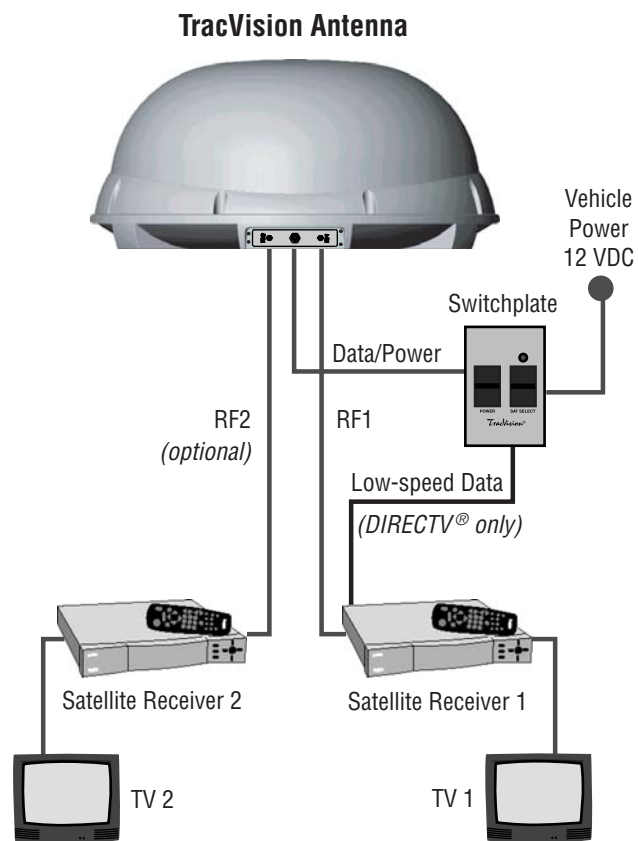 TracVision Antenna
Vehicle
Power
12 VDC
Switchplate
Data/Power
POWER
SAT SELECT
TracVision®
RF2
(optional)
RF1
Low-speed Data
(DIRECTV® only)
Satellite Receiver 2
Satellite Receiver 1
TV 2
TV 1